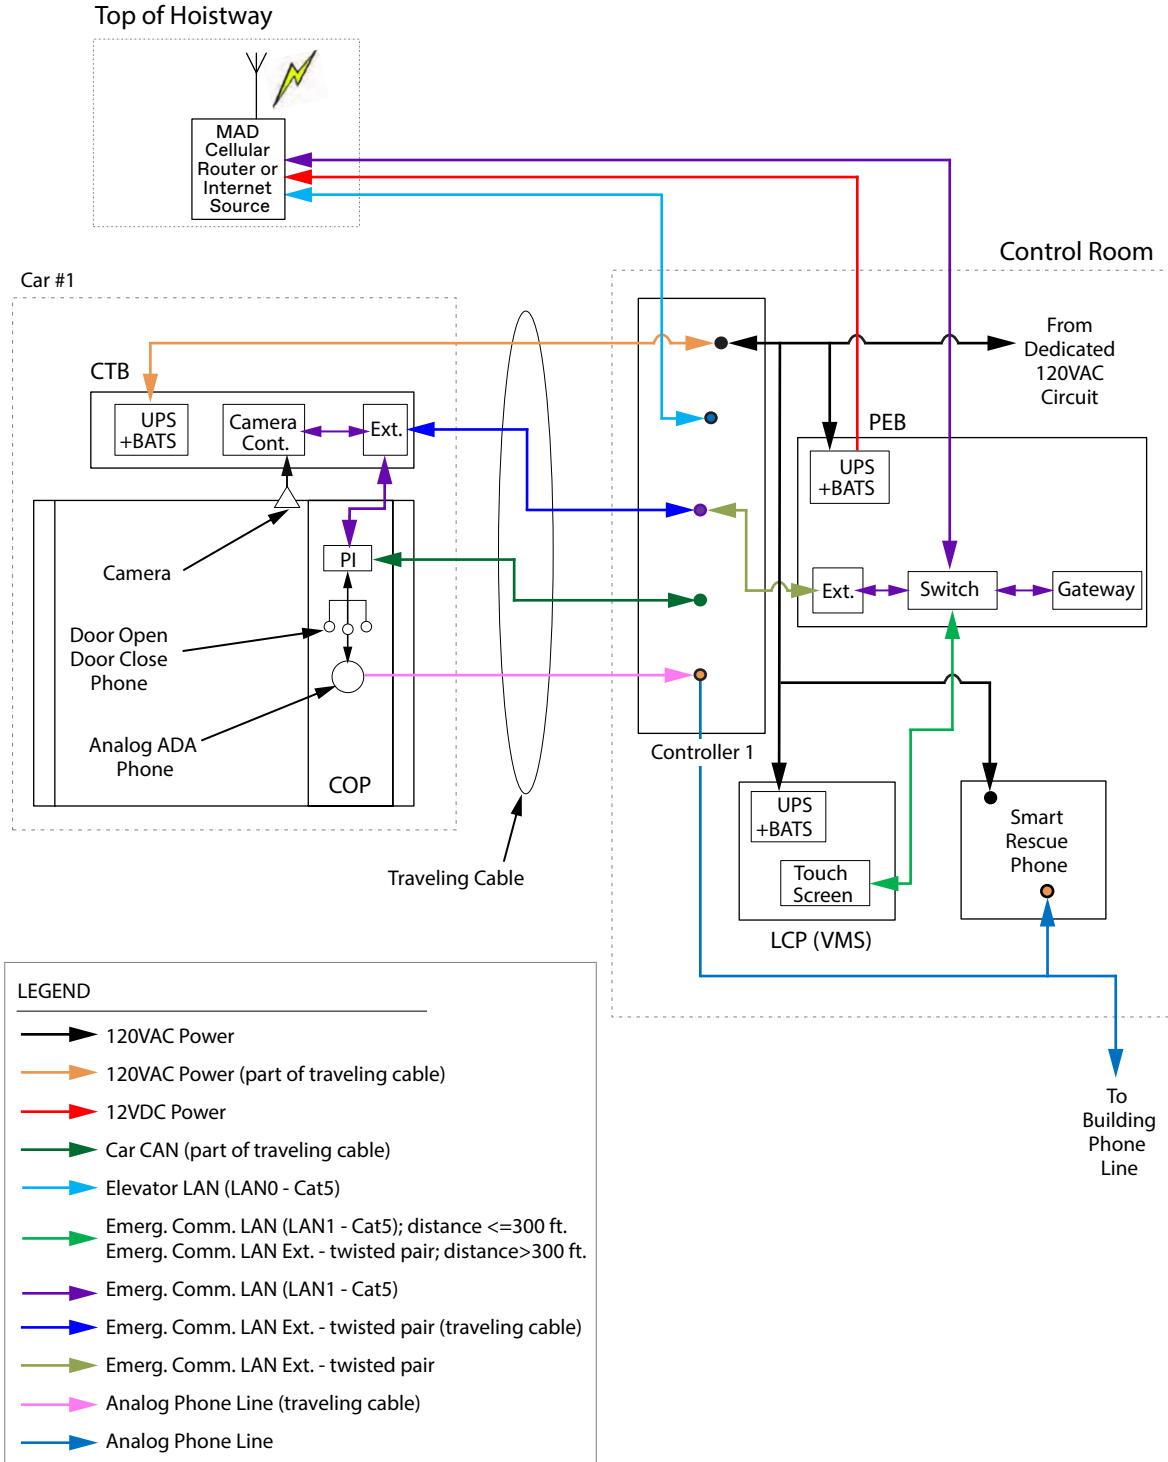 Top of Hoistway
MAD
Cellular
Router or
Internet
Source
Control Room
Car #1
From
Dedicated
120VAC
Circuit
CTB
UPS
+BATS
Camera
Cont.
Ext.
PEB
UPS
+BATS
PI
Camera
Ext.
Switch
Gateway
Door Open
Door Close
Phone
Analog ADA
Phone
COP
Controller 1
UPS
+BATS
Touch
Screen
LCP (VMS)
Smart
Rescue
Phone
Traveling Cable
To
Building
Phone
Line
LEGEND
120VAC Power
120VAC Power (part of traveling cable)
12VDC Power
Car CAN (part of traveling cable)
Elevator LAN (LAN0 - Cat5)
Emerg. Comm. LAN (LAN1 - Cat5); distance <=300 ft.
Emerg. Comm. LAN Ext. - twisted pair; distance>300 ft.
Emerg. Comm. LAN (LAN1 - Cat5)
Emerg. Comm. LAN Ext. - twisted pair (traveling cable)
Emerg. Comm. LAN Ext. - twisted pair
Analog Phone Line (traveling cable)
Analog Phone Line